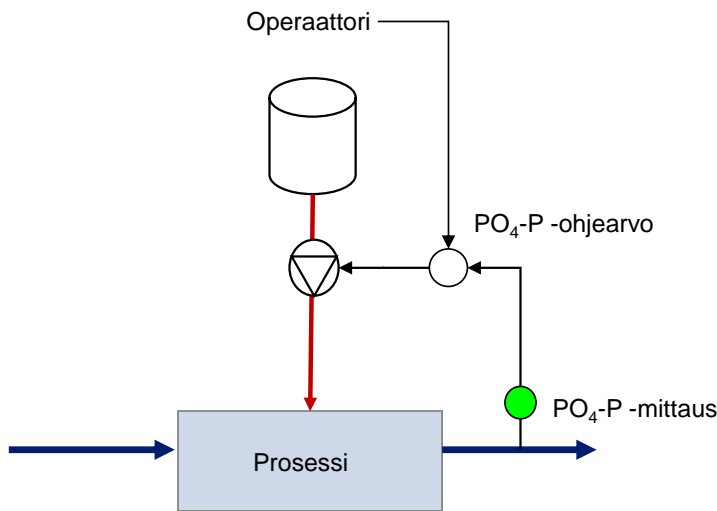 Operaattori
PO₄-P -ohjearvo
PO₄-P -mittaus
Prosessi